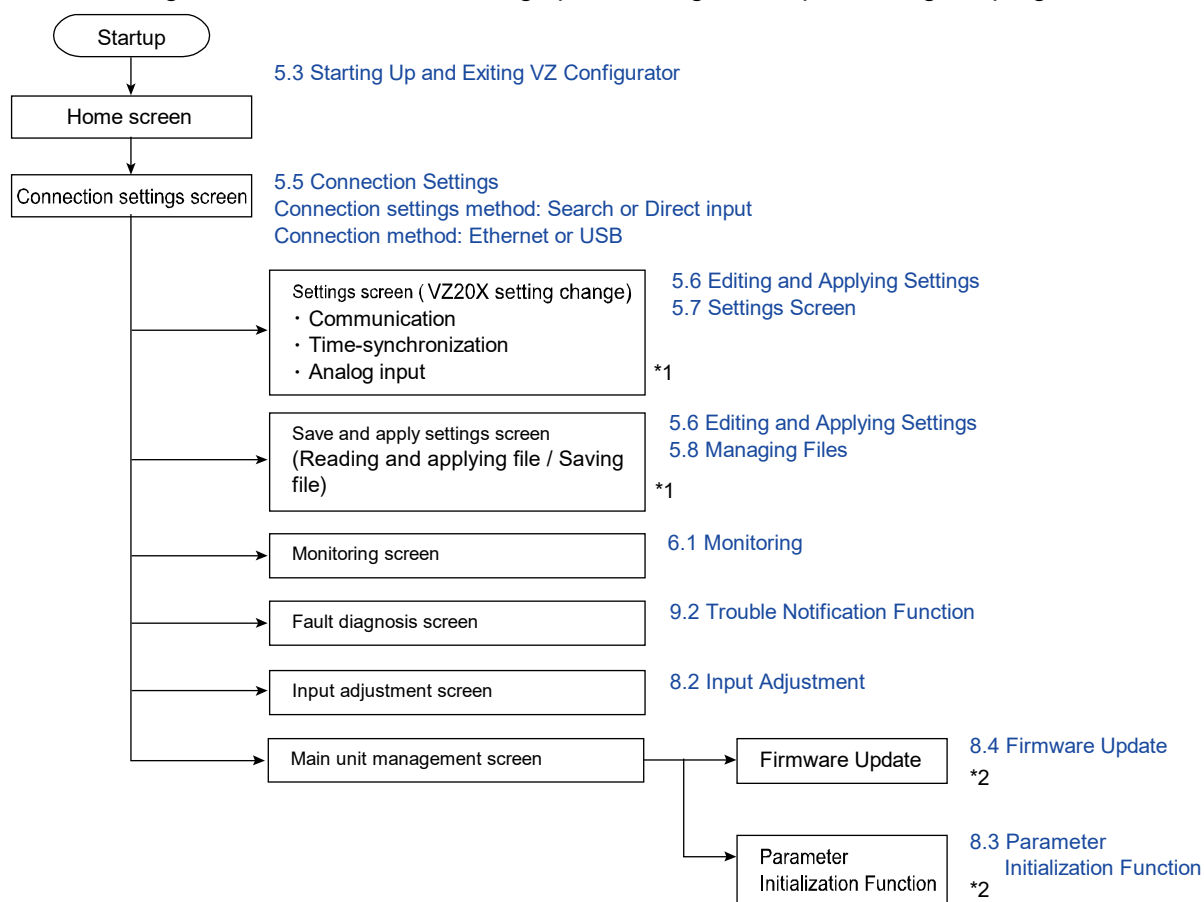 Startup
5.3 Starting Up and Exiting VZ Configurator
Home screen
Connection settings screen
5.5 Connection Settings
Connection settings method: Search or Direct input
Connection method: Ethernet or USB
Settings screen (VZ20X setting change)
・Communication
・Time-synchronization
・Analog input
*1
5.6 Editing and Applying Settings
5.7 Settings Screen
Save and apply settings screen
(Reading and applying file / Saving
file)
*1
5.6 Editing and Applying Settings
5.8 Managing Files
Monitoring screen
6.1 Monitoring
Fault diagnosis screen
9.2 Trouble Notification Function
Input adjustment screen
8.2 Input Adjustment
Main unit management screen
Firmware Update
8.4 Firmware Update
*2
Parameter
Initialization Function
8.3 Parameter
Initialization Function
*2